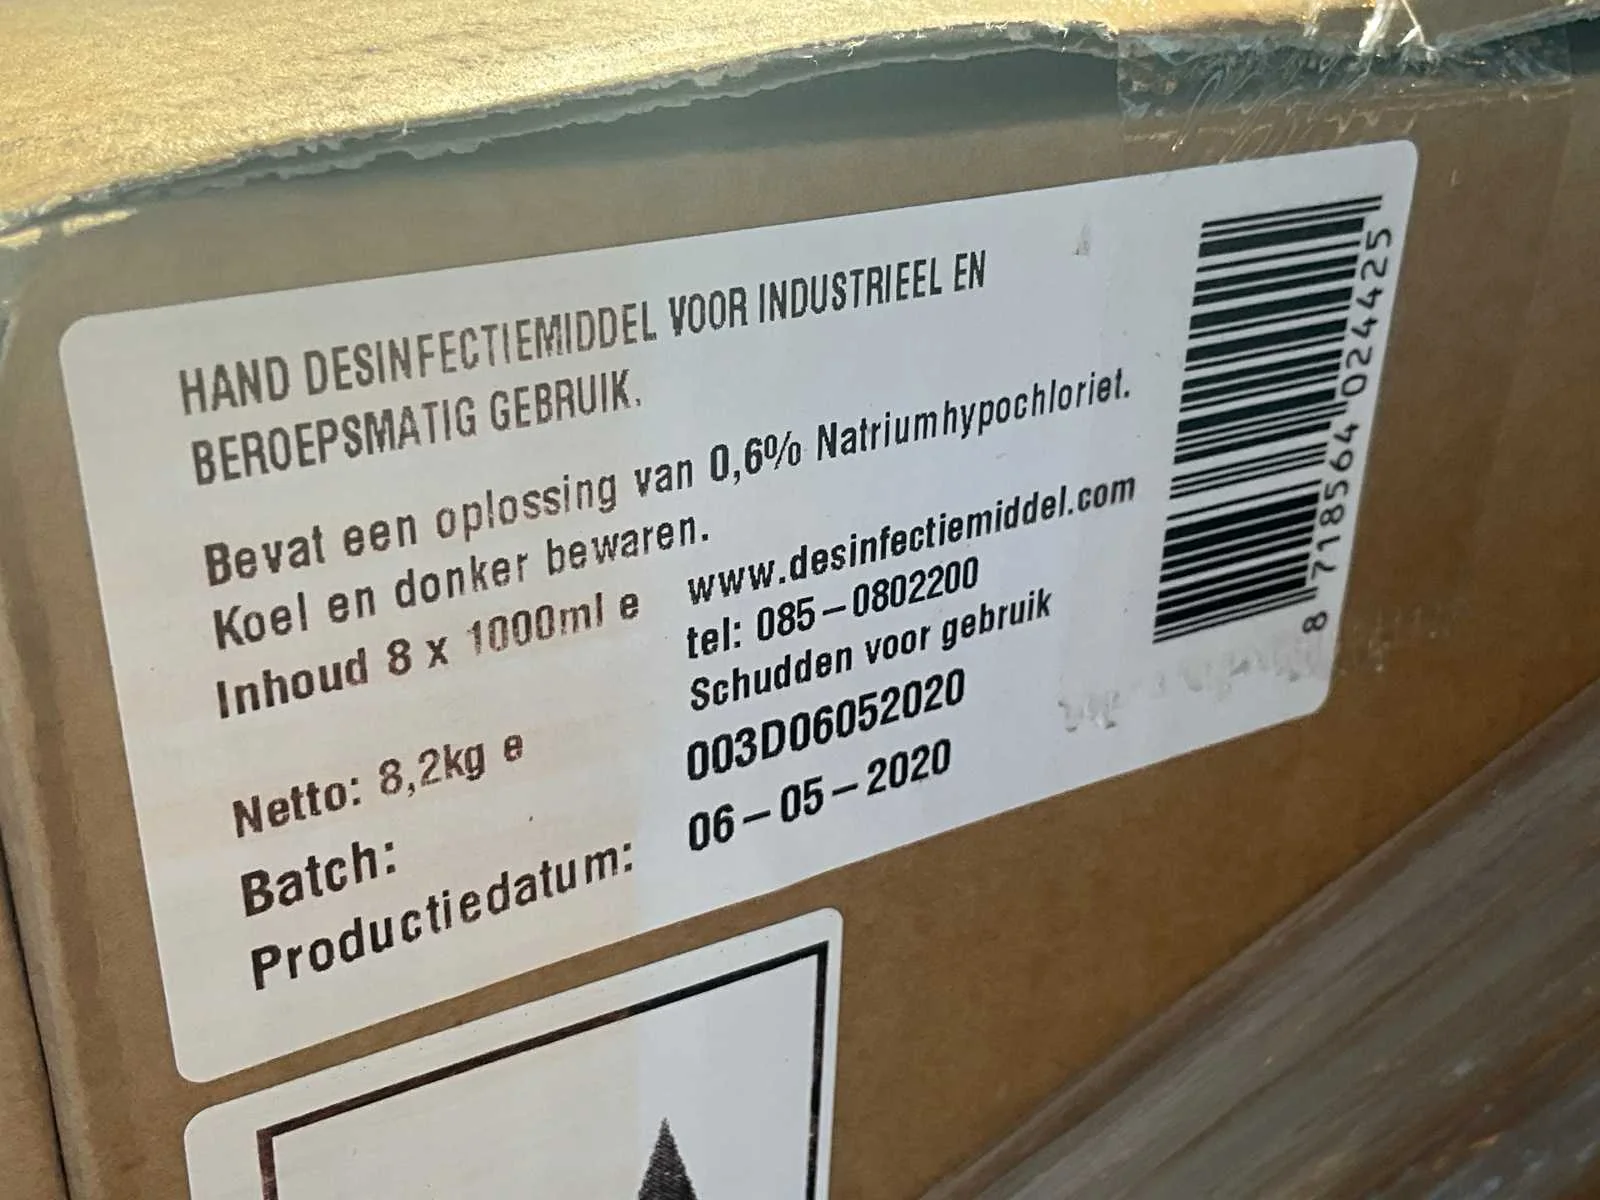 HAND DESINFECTIEMIDDEL VOOR INDUSTRIEEL EN
BEROEPSMATIG GEBRUIK.
Bevat een oplossing van 0,6% Natriumhypochloriet.
Koel en donker bewaren.
Inhoud 8 x 1000ml e
www.desinfectiemiddel.com
tel: 085-0802200
Schudden voor gebruik
Netto: 8,2kg e
Batch: 003D06052020
Productiedatum: 06-05-2020
8 718564 024425